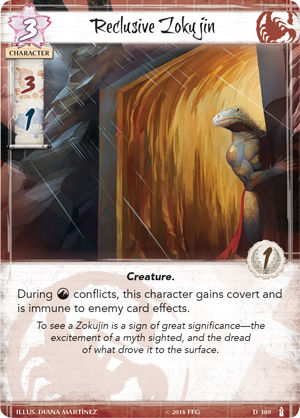 3
Reclusive Zokujin
CHARACTER
3
1
1
Creature.
During conflicts, this character gains covert and
is immune to enemy card effects.
To see a Zokujin is a sign of great significance—the
excitement of a myth sighted, and the dread
of what drove it to the surface.
ILLUS. DIANA MARTÍNEZ
© 2018 FFG
D 109